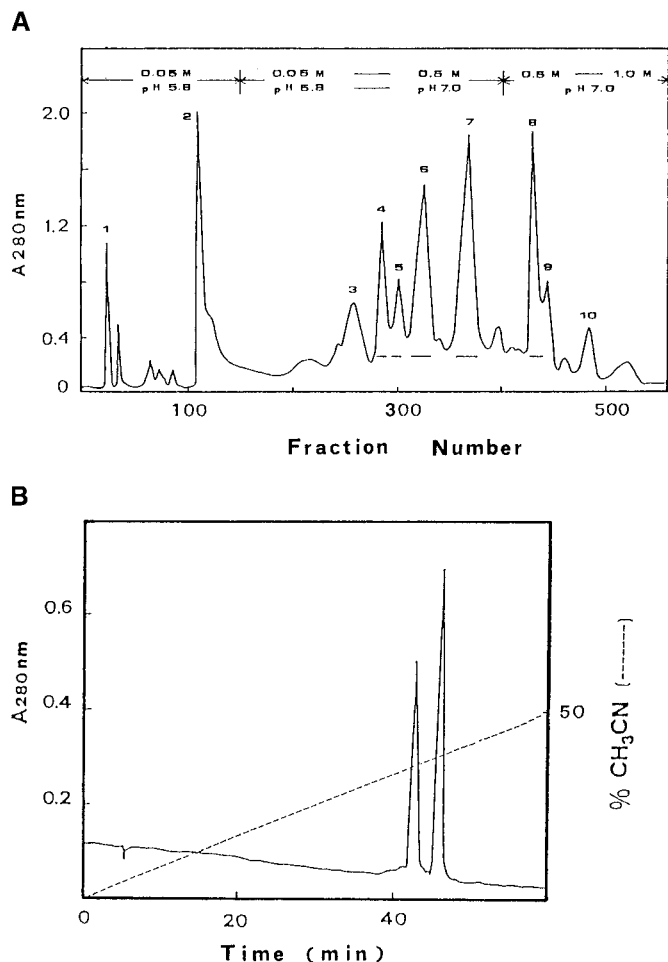 A
0.05 M
pH 5.8
0.05 M — 0.5 M
pH 5.8 — pH 7.0
0.5 M — 1.0 M
pH 7.0
A280nm
2.0
1.2
0.4
0
1
2
3
4
5
6
7
8
9
10
100
300
500
Fraction Number
B
A280nm
0.6
0.4
0.2
0
20
40
50
% CH₃CN (------)
Time (min)